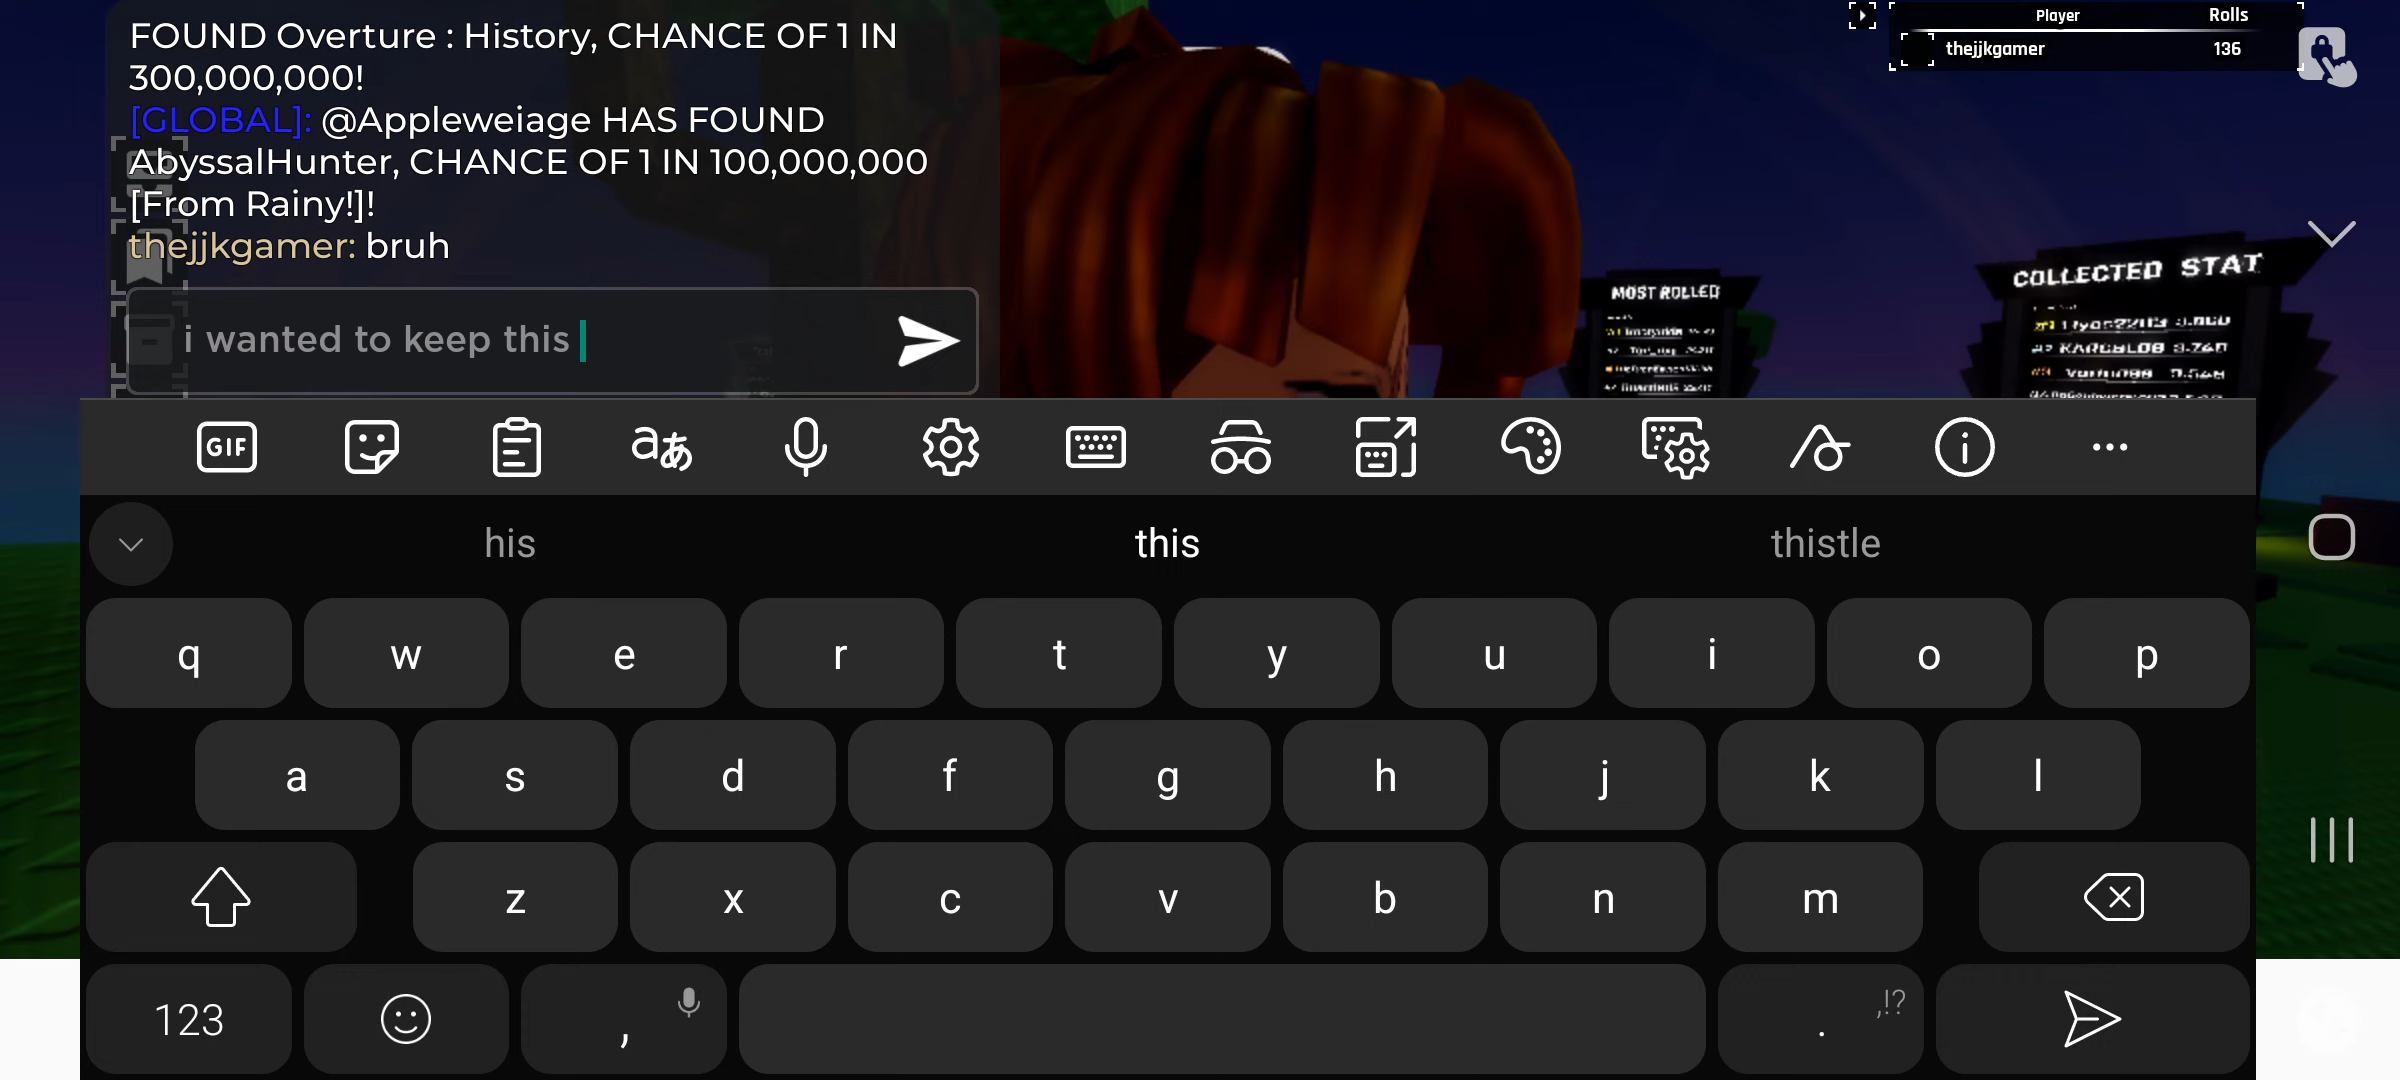 FOUND Overture : History, CHANCE OF 1 IN
300,000,000!
[GLOBAL]: @Appleweiage HAS FOUND
AbyssalHunter, CHANCE OF 1 IN 100,000,000
[From Rainy!]!
thejjkgamer: bruh
i wanted to keep this
Player Rolls
thejjkgamer 136
MOST ROLLED
COLLECTED STAT
GIF
aあ
his this thistle
q w e r t y u i o p
a s d f g h j k l
z x c v b n m
123 , . ,!?